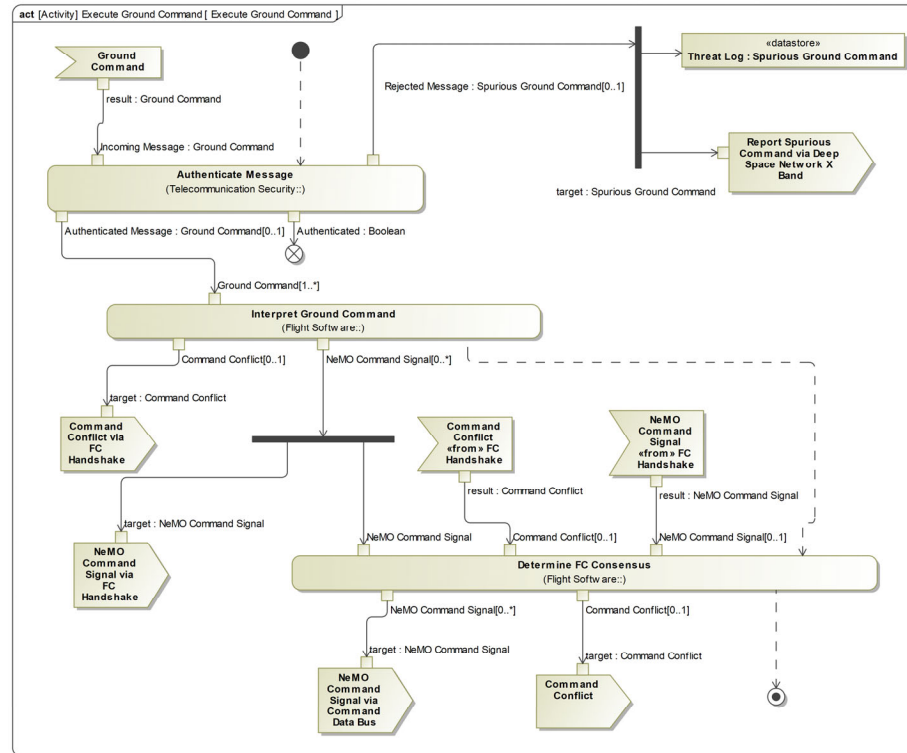 act [Activity] Execute Ground Command [ Execute Ground Command ]
Ground
Command
result : Ground Command
Incoming Message : Ground Command
Rejected Message : Spurious Ground Command[0..1]
«datastore»
Threat Log : Spurious Ground Command
Report Spurious
Command via Deep
Space Network X
Band
target : Spurious Ground Command
Authenticate Message
(Telecommunication Security::)
Authenticated Message : Ground Command[0..1]
Authenticated : Boolean
Ground Command[1..*]
Interpret Ground Command
(Flight Software::)
Command Conflict[0..1]
NeMO Command Signal[0..*]
target : Command Conflict
Command
Conflict via
FC
Handshake
Command
Conflict
«from» FC
Handshake
NeMO
Command
Signal
«from» FC
Handshake
result : Command Conflict
result : NeMO Command Signal
target : NeMO Command Signal
NeMO
Command
Signal via
FC
Handshake
NeMO Command Signal
Command Conflict[0..1]
NeMO Command Signal[0..1]
Determine FC Consensus
(Flight Software::)
NeMO Command Signal[0..*]
Command Conflict[0..1]
target : NeMO Command Signal
target : Command Conflict
NeMO
Command
Signal via
Command
Data Bus
Command
Conflict